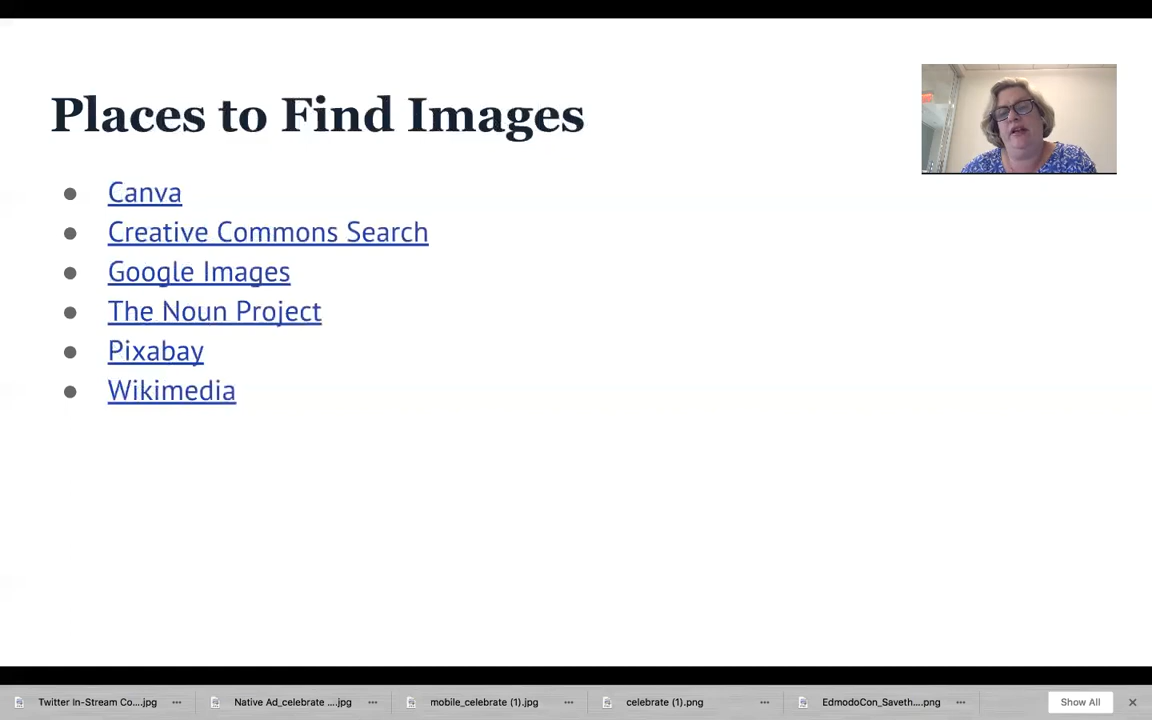 Places to Find Images
Canva
Creative Commons Search
Google Images
The Noun Project
Pixabay
Wikimedia
Twitter In-Stream Co....jpg
Native Ad_celebrate ....jpg
mobile_celebrate (1).jpg
celebrate (1).png
EdmodoCon_Saveth....png
Show All